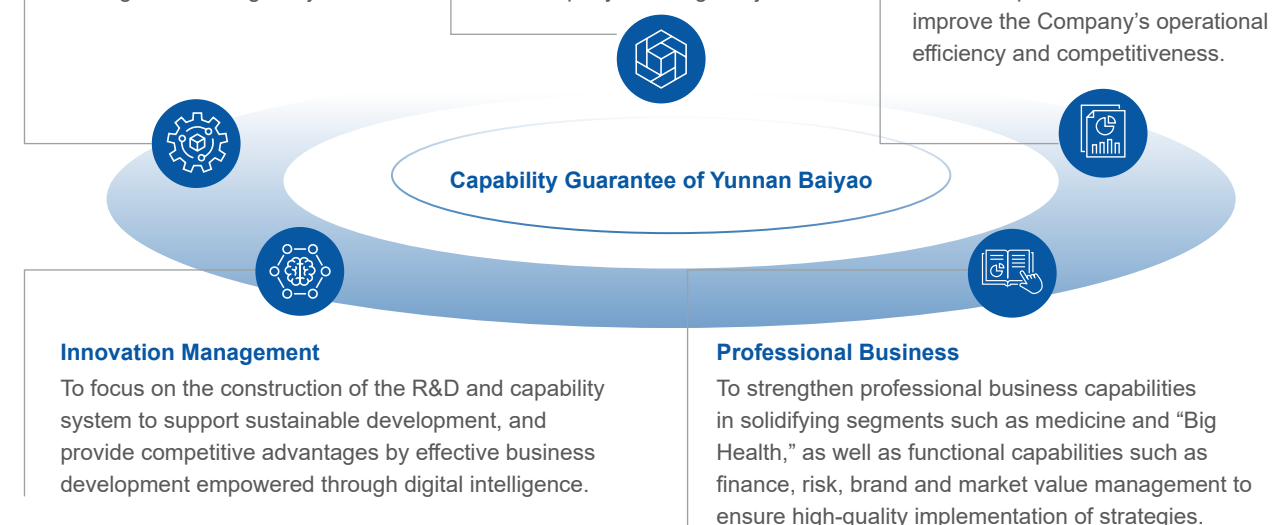 improve the Company’s operational
efficiency and competitiveness.
Capability Guarantee of Yunnan Baiyao
Innovation Management
To focus on the construction of the R&D and capability
system to support sustainable development, and
provide competitive advantages by effective business
development empowered through digital intelligence.
Professional Business
To strengthen professional business capabilities
in solidifying segments such as medicine and “Big
Health,” as well as functional capabilities such as
finance, risk, brand and market value management to
ensure high-quality implementation of strategies.